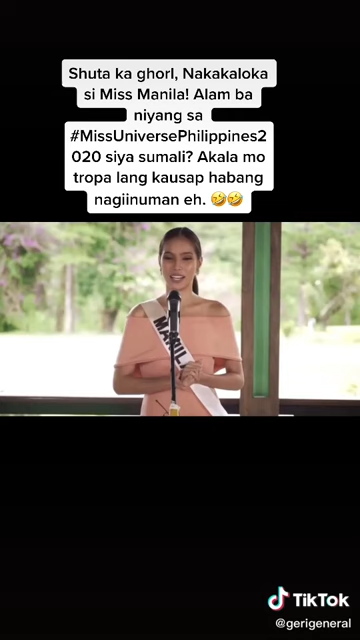 Shuta ka ghorl, Nakakaloka
si Miss Manila! Alam ba
niyang sa
#MissUniversePhilippines2
020 siya sumali? Akala mo
tropa lang kausap habang
nagiinuman eh. 🤣🤣
MANILA
TikTok
@gerigeneral